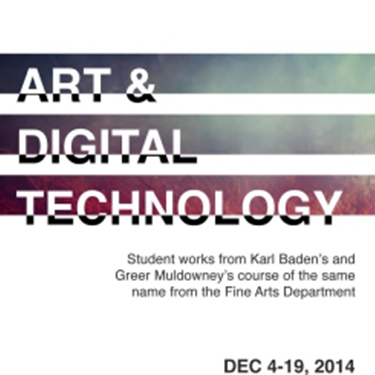 ART &
DIGITAL
TECHNOLOGY
Student works from Karl Baden's and
Greer Muldowney's course of the same
name from the Fine Arts Department
DEC 4-19, 2014